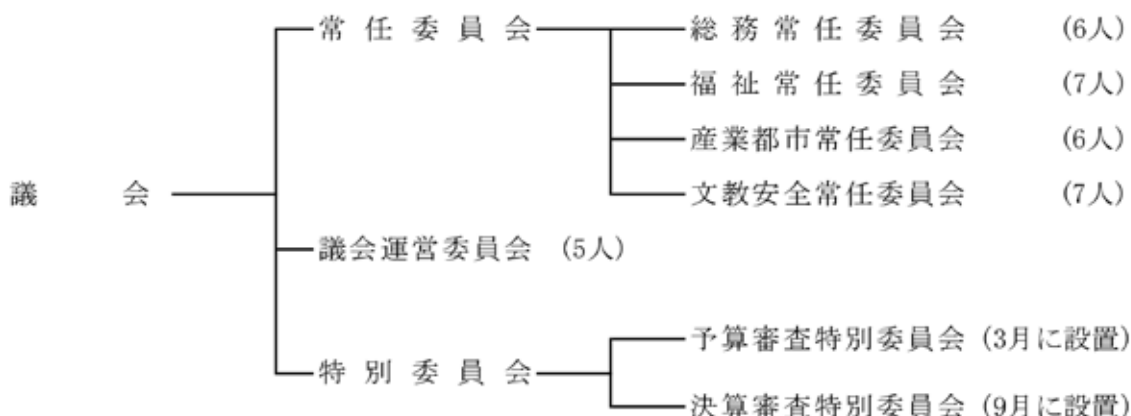 常任委員会 総務常任委員会 (6人)
福祉常任委員会 (7人)
産業都市常任委員会 (6人)
議会 文教安全常任委員会 (7人)
議会運営委員会 (5人)
予算審査特別委員会 (3月に設置)
特別委員会
決算審査特別委員会 (9月に設置)